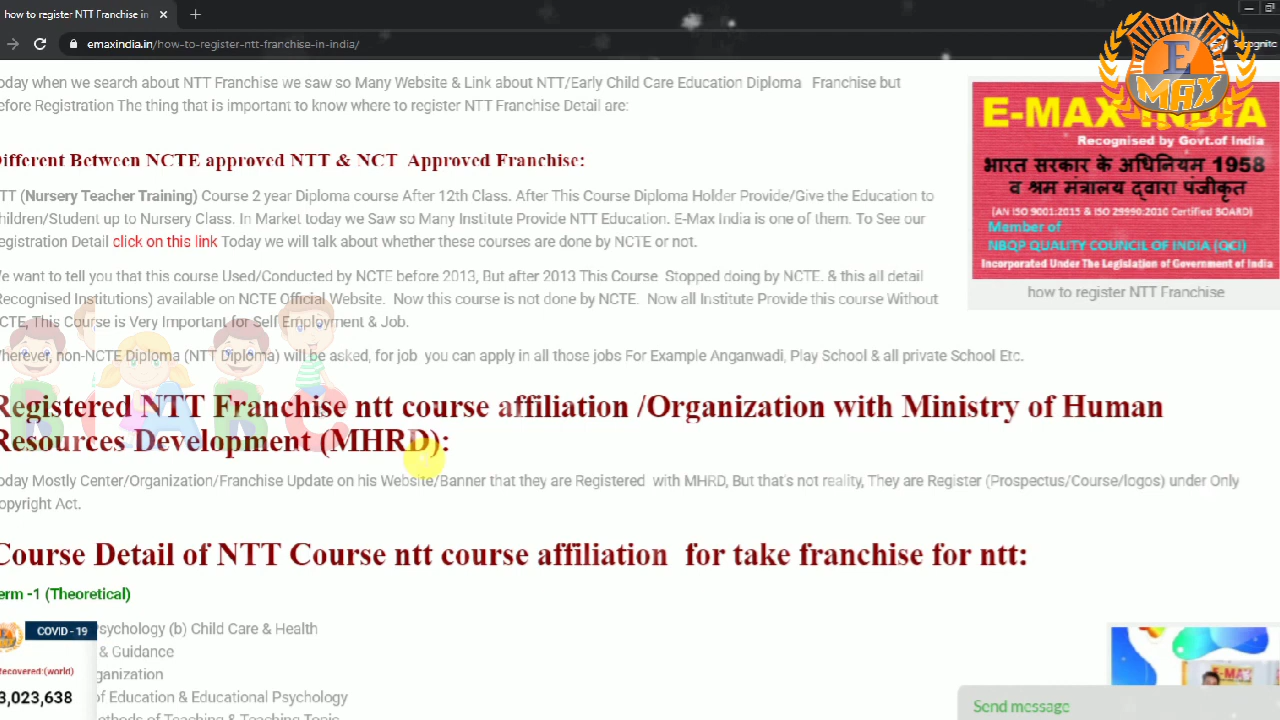 how to register NTT Franchise in
emaxindia.in/how-to-register-ntt-franchise-in-india/
Incognito
E
MAX
oday when we search about NTT Franchise we saw so Many Website & Link about NTT/Early Child Care Education Diploma Franchise but
efore Registration The thing that is important to know where to register NTT Franchise Detail are:
E-MAX INDIA
Recognised by Govt.of India
भारत सरकार के अधिनियम 1958
व श्रम मंत्रालय द्वारा पंजीकृत
(AN ISO 9001:2015 & ISO 29990:2010 Certified BOARD)
Member of
NBQP QUALITY COUNCIL OF INDIA (QCI)
Incorporated Under The Legislation of Government of India
how to register NTT Franchise
ifferent Between NCTE approved NTT & NCT Approved Franchise:
TT (Nursery Teacher Training) Course 2 year Diploma course After 12th Class. After This Course Diploma Holder Provide/Give the Education to
hildren/Student up to Nursery Class. In Market today we Saw so Many Institute Provide NTT Education. E-Max India is one of them. To See our
egistration Detail click on this link Today we will talk about whether these courses are done by NCTE or not.
e want to tell you that this course Used/Conducted by NCTE before 2013, But after 2013 This Course Stopped doing by NCTE. & this all detail
Recognised Institutions) available on NCTE Official Website. Now this course is not done by NCTE. Now all Institute Provide this course Without
CTE, This Course is Very Important for Self Employment & Job.
herever, non-NCTE Diploma (NTT Diploma) will be asked, for job you can apply in all those jobs For Example Anganwadi, Play School & all private School Etc.
Registered NTT Franchise ntt course affiliation /Organization with Ministry of Human
Resources Development (MHRD):
oday Mostly Center/Organization/Franchise Update on his Website/Banner that they are Registered with MHRD, But that's not reality, They are Register (Prospectus/Course/logos) under Only
opyright Act.
Course Detail of NTT Course ntt course affiliation for take franchise for ntt:
erm -1 (Theoretical)
sychology (b) Child Care & Health
& Guidance
ganization
of Education & Educational Psychology
ethods of Teaching & Teaching Topic
COVID - 19
ecovered:(world)
3,023,638
E-MAX
Send message